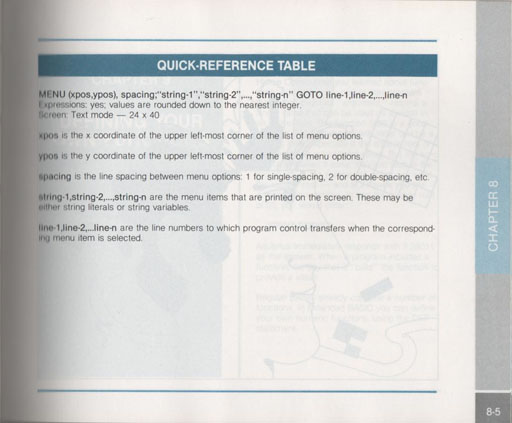 QUICK-REFERENCE TABLE
MENU (xpos,ypos), spacing;"string-1","string-2",...,"string-n" GOTO line-1,line-2,...,line-n
Expressions: yes; values are rounded down to the nearest integer.
Screen: Text mode — 24 x 40
xpos is the x coordinate of the upper left-most corner of the list of menu options.
ypos is the y coordinate of the upper left-most corner of the list of menu options.
spacing is the line spacing between menu options: 1 for single-spacing, 2 for double-spacing, etc.
string-1,string-2,...,string-n are the menu items that are printed on the screen. These may be
either string literals or string variables.
line-1,line-2,...line-n are the line numbers to which program control transfers when the correspond-
ing menu item is selected.
CHAPTER 8
8-5